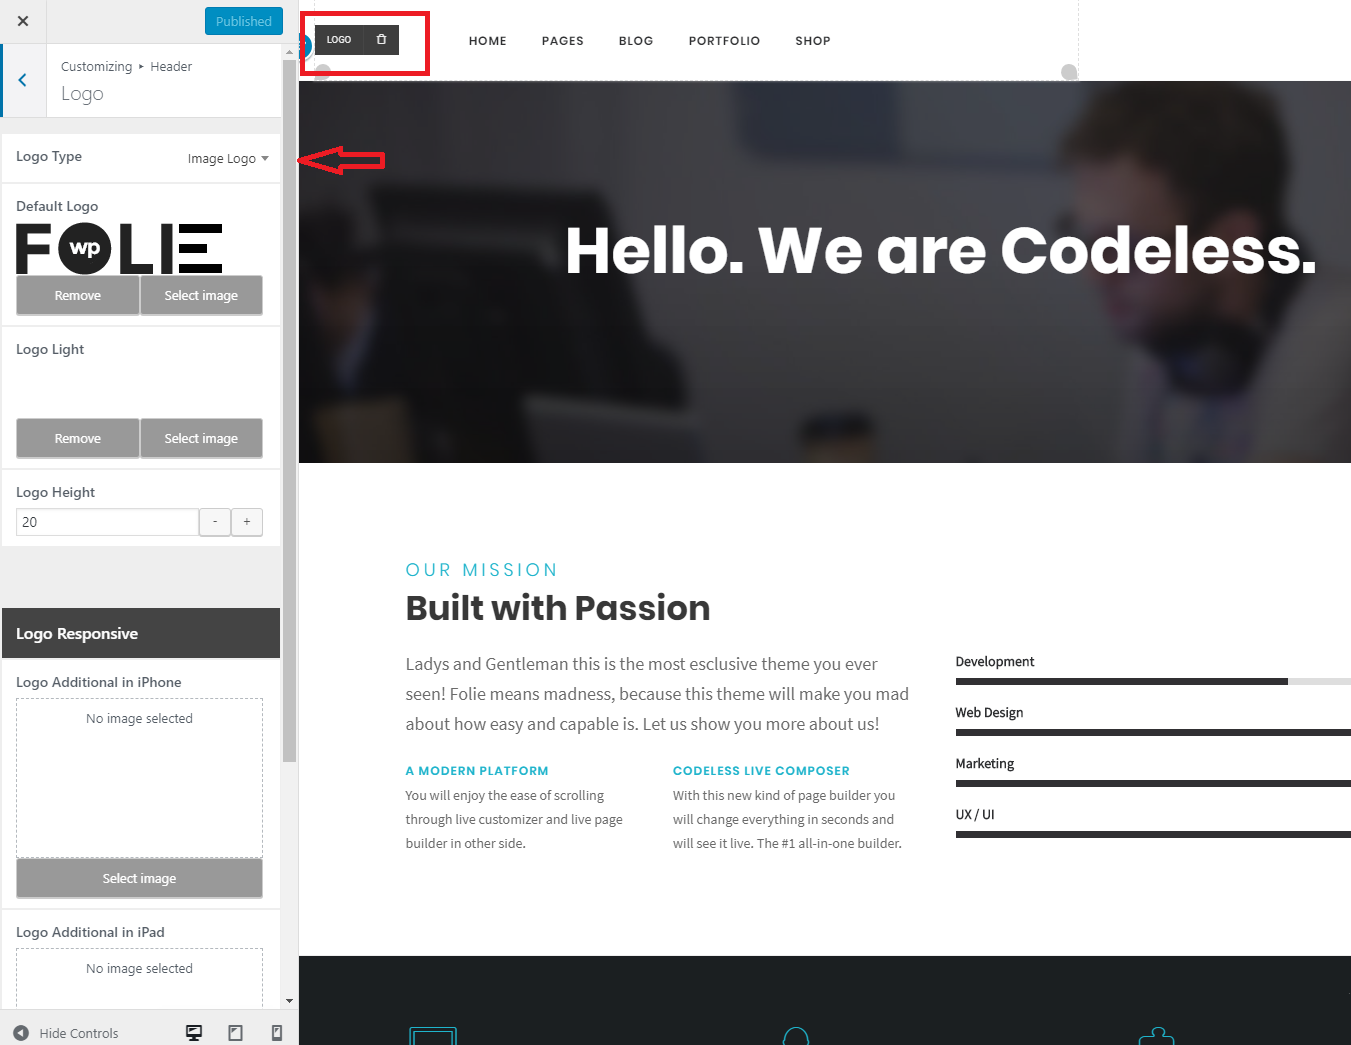 Published
Customizing ▸ Header
Logo
Logo Type
Image Logo
Default Logo
FOLIE
wp
Remove
Select image
Logo Light
Remove
Select image
Logo Height
20
-
+
Logo Responsive
Logo Additional in iPhone
No image selected
Select image
Logo Additional in iPad
No image selected
Hide Controls
LOGO
HOME
PAGES
BLOG
PORTFOLIO
SHOP
Hello. We are Codeless.
OUR MISSION
Built with Passion
Ladys and Gentleman this is the most esclusive theme you ever
seen! Folie means madness, because this theme will make you mad
about how easy and capable is. Let us show you more about us!
A MODERN PLATFORM
You will enjoy the ease of scrolling
through live customizer and live page
builder in other side.
CODELESS LIVE COMPOSER
With this new kind of page builder you
will change everything in seconds and
will see it live. The #1 all-in-one builder.
Development
Web Design
Marketing
UX / UI